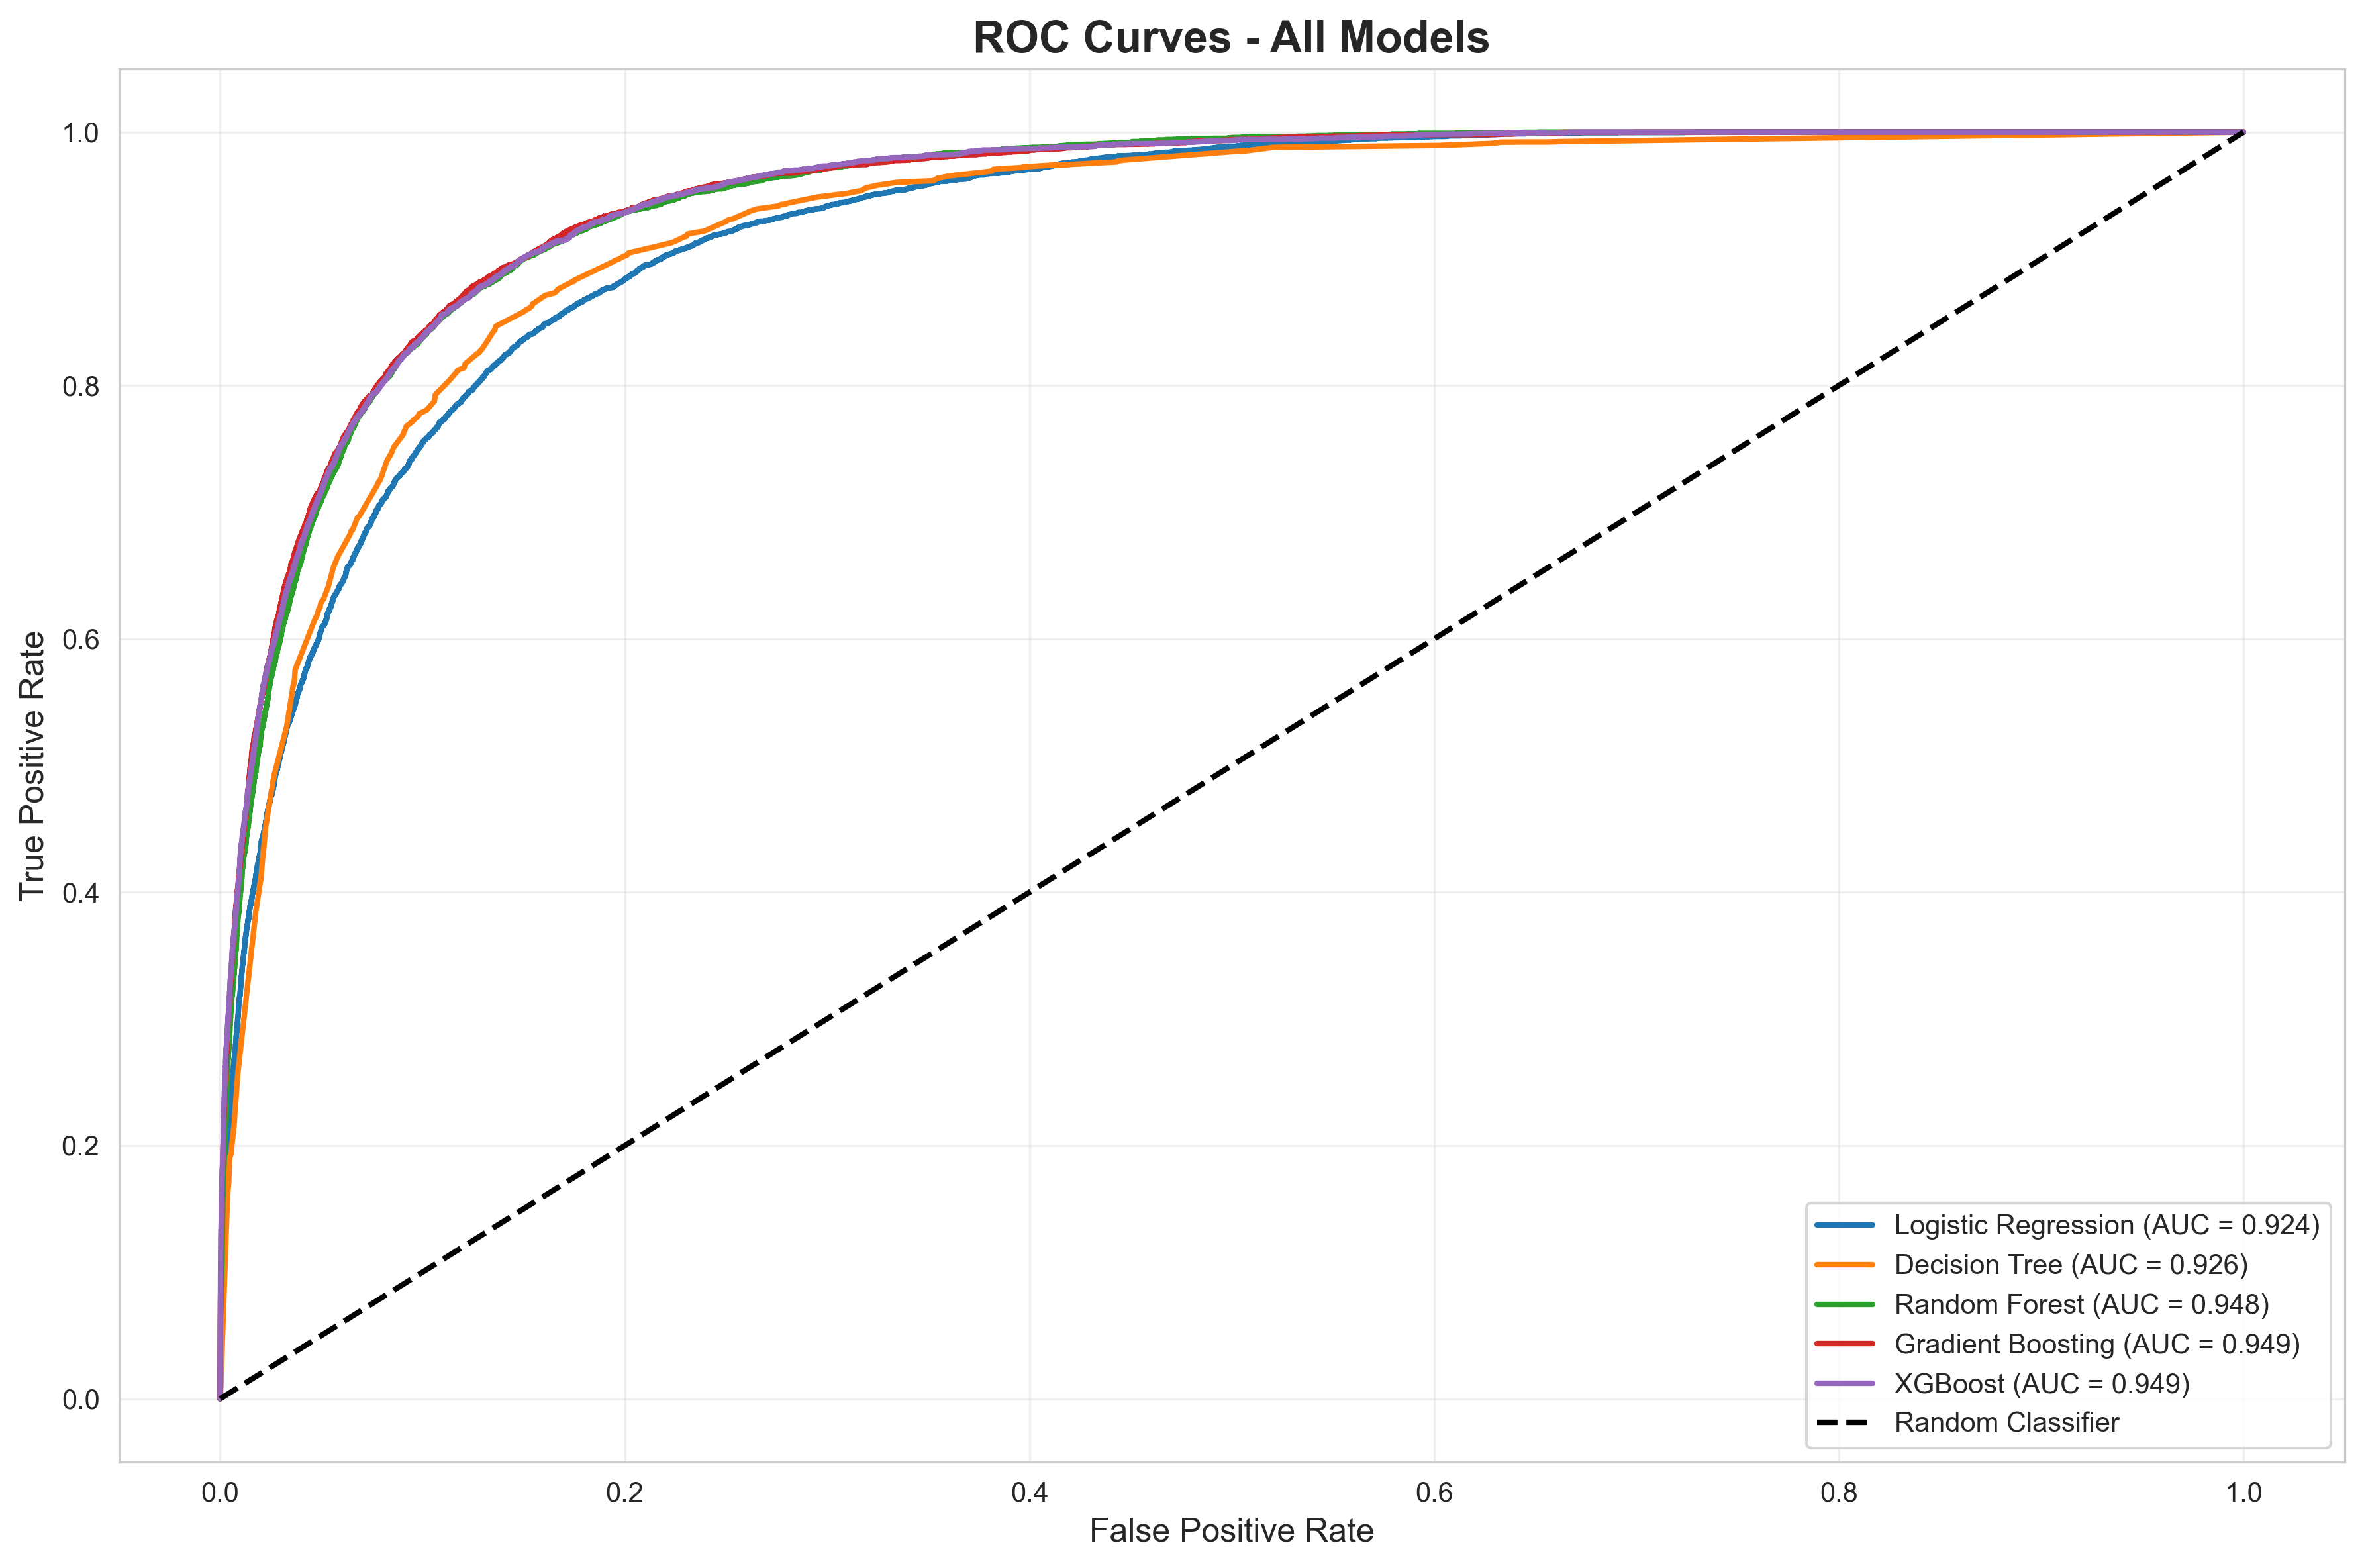 ROC Curves - All Models
True Positive Rate
1.0
0.8
0.6
0.4
0.2
0.0
0.0
0.2
0.4
0.6
0.8
1.0
False Positive Rate
Logistic Regression (AUC = 0.924)
Decision Tree (AUC = 0.926)
Random Forest (AUC = 0.948)
Gradient Boosting (AUC = 0.949)
XGBoost (AUC = 0.949)
Random Classifier